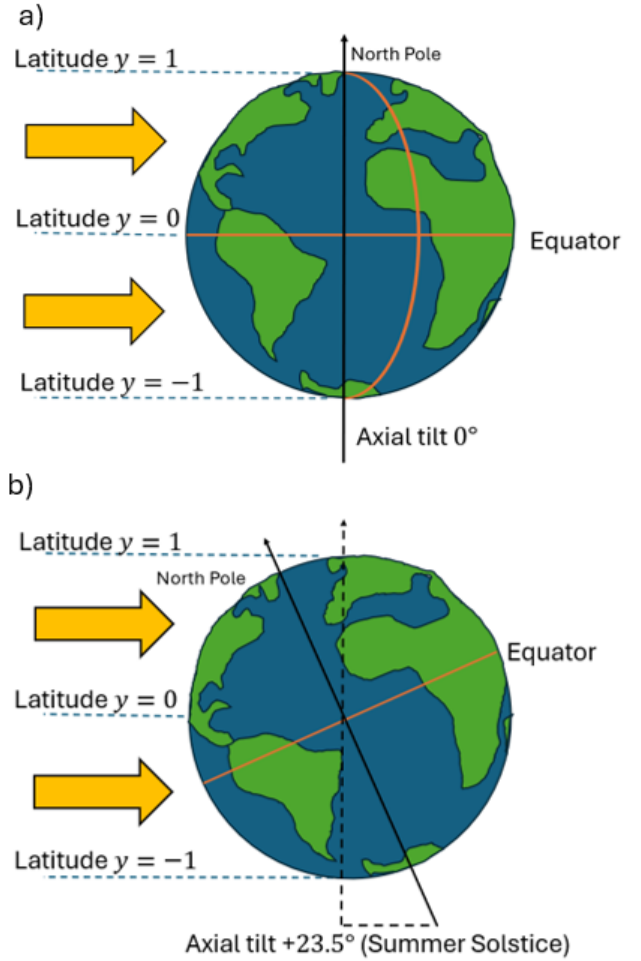 a)
North Pole
Latitude y = 1
Latitude y = 0
Equator
Latitude y = −1
Axial tilt 0°
b)
Latitude y = 1
North Pole
Equator
Latitude y = 0
Latitude y = −1
Axial tilt +23.5° (Summer Solstice)